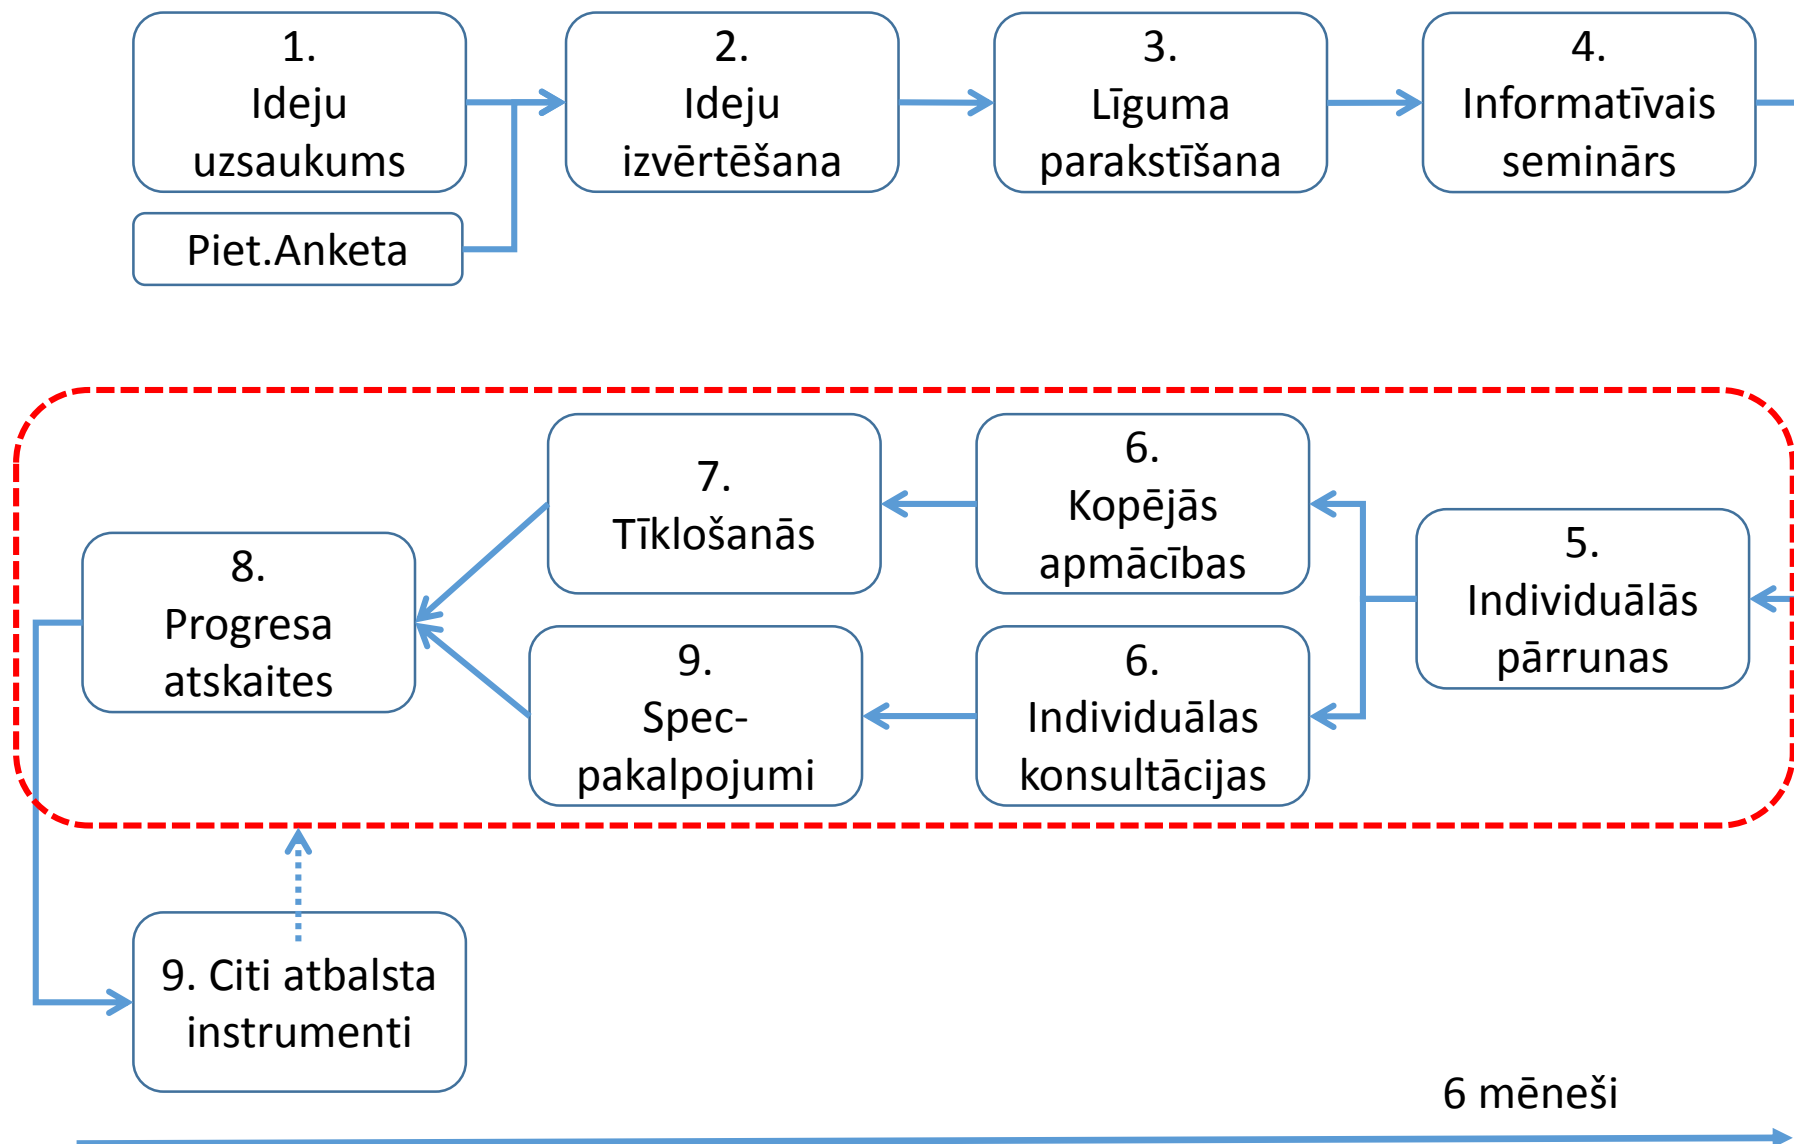 1.
Ideju
uzsaukums
2.
Ideju
izvērtēšana
3.
Līguma
parakstīšana
4.
Informatīvais
seminārs
Piet.Anketa
5.
Individuālās
pārrunas
6.
Kopējās
apmācības
6.
Individuālas
konsultācijas
7.
Tīklošanās
9.
Spec-
pakalpojumi
8.
Progresa
atskaites
9. Citi atbalsta
instrumenti
6 mēneši